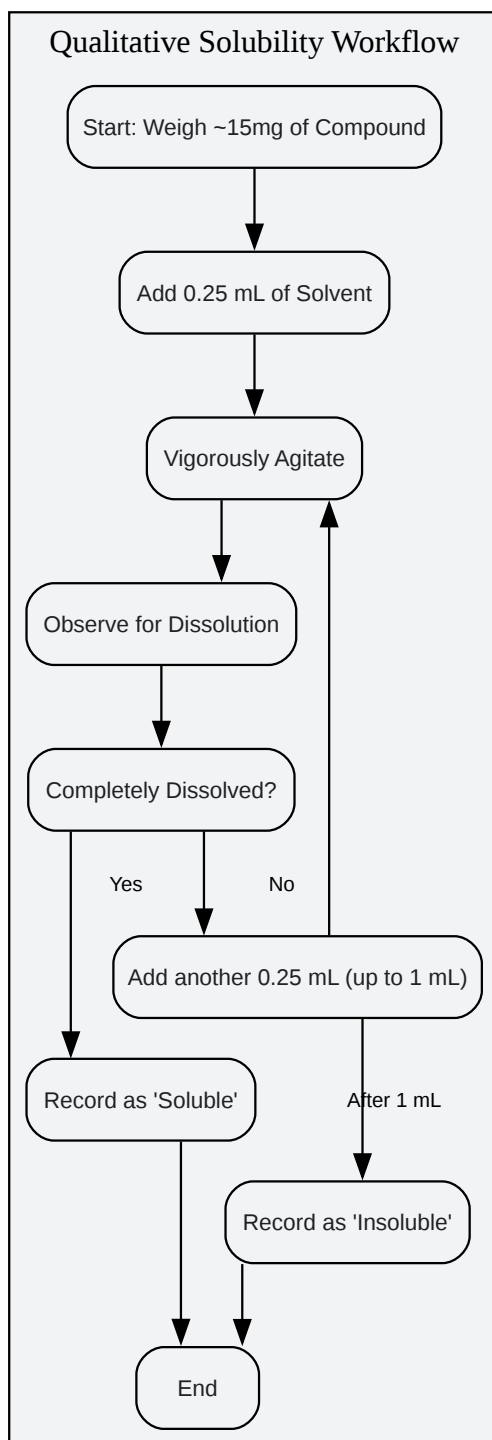 Qualitative Solubility Workflow
Start: Weigh ~15mg of Compound
Add 0.25 mL of Solvent
Vigorously Agitate
Observe for Dissolution
Completely Dissolved?
Yes
No
Add another 0.25 mL (up to 1 mL)
Record as 'Soluble'
After 1 mL
Record as 'Insoluble'
End